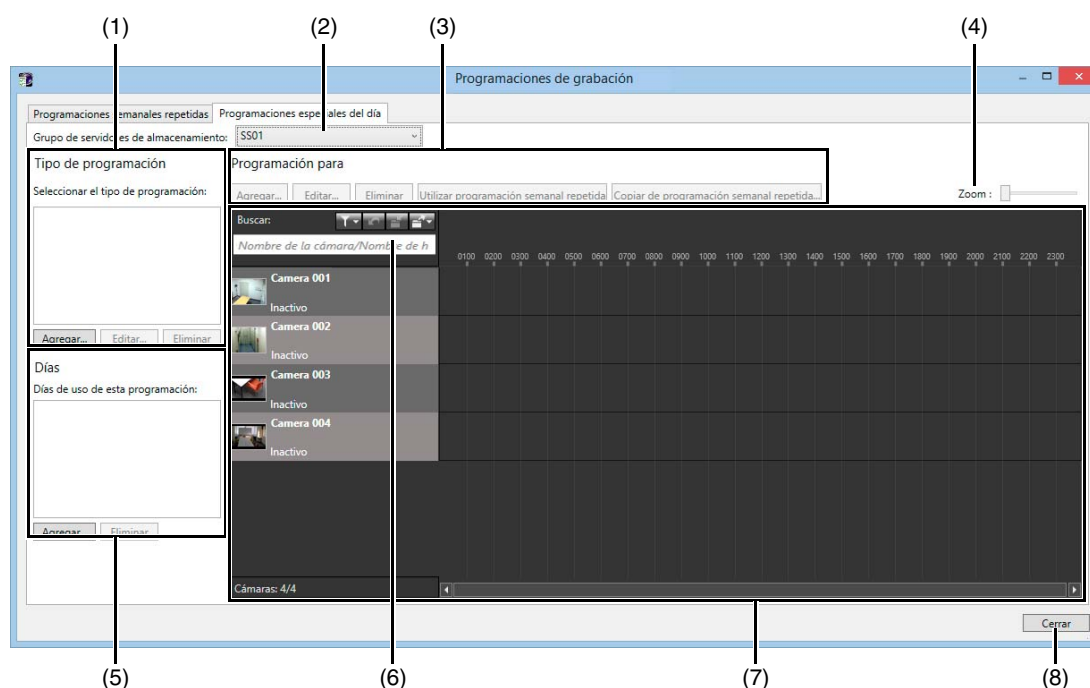 (1) (2) (3) (4)
Programaciones de grabación
Programaciones semanales repetidas Programaciones especiales del día
Grupo de servidores de almacenamiento: SS01
Tipo de programación
Seleccionar el tipo de programación:
Programación para
Agregar... Editar... Eliminar Utilizar programación semanal repetida Copiar de programación semanal repetida...
Zoom :
Buscar:
Nombre de la cámara/Nombre de h
0100 0200 0300 0400 0500 0600 0700 0800 0900 1000 1100 1200 1300 1400 1500 1600 1700 1800 1900 2000 2100 2200 2300
Camera 001
Inactivo
Camera 002
Inactivo
Camera 003
Inactivo
Camera 004
Inactivo
Agregar... Editar... Eliminar
Días
Días de uso de esta programación:
Agregar... Eliminar
Cámaras: 4/4
Cerrar
(5) (6) (7) (8)